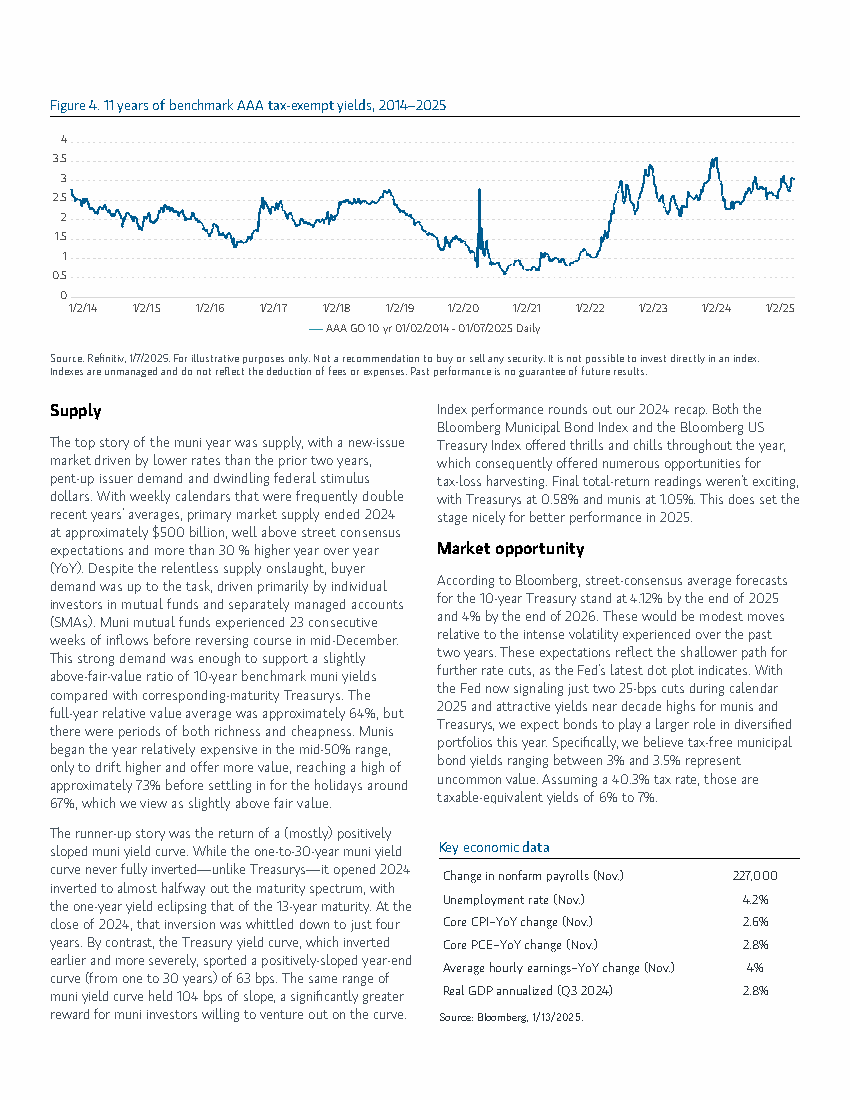 Figure 4. 11 years of benchmark AAA tax-exempt yields, 2014–2025
4
3.5
3
2.5
2
1.5
1
0.5
0
1/2/14
1/2/15
1/2/16
1/2/17
1/2/18
1/2/19
1/2/20
1/2/21
1/2/22
1/2/23
1/2/24
1/2/25
AAA GO 10 yr 01/02/2014 - 01/07/2025 Daily
Source. Refinitiv, 1/7/2025. For illustrative purposes only. Not a recommendation to buy or sell any security. It is not possible to invest directly in an index.
Indexes are unmanaged and do not reflect the deduction of fees or expenses. Past performance is no guarantee of future results.
Supply
The top story of the muni year was supply, with a new-issue
market driven by lower rates than the prior two years,
pent-up issuer demand and dwindling federal stimulus
dollars. With weekly calendars that were frequently double
recent years' averages, primary market supply ended 2024
at approximately $500 billion, well above street consensus
expectations and more than 30 % higher year over year
(YoY). Despite the relentless supply onslaught, buyer
demand was up to the task, driven primarily by individual
investors in mutual funds and separately managed accounts
(SMAs). Muni mutual funds experienced 23 consecutive
weeks of inflows before reversing course in mid-December.
This strong demand was enough to support a slightly
above-fair-value ratio of 10-year benchmark muni yields
compared with corresponding-maturity Treasurys. The
full-year relative value average was approximately 64%, but
there were periods of both richness and cheapness. Munis
began the year relatively expensive in the mid-50% range,
only to drift higher and offer more value, reaching a high of
approximately 73% before settling in for the holidays around
67%, which we view as slightly above fair value.
The runner-up story was the return of a (mostly) positively
sloped muni yield curve. While the one-to-30-year muni yield
curve never fully inverted—unlike Treasurys—it opened 2024
inverted to almost halfway out the maturity spectrum, with
the one-year yield eclipsing that of the 13-year maturity. At the
close of 2024, that inversion was whittled down to just four
years. By contrast, the Treasury yield curve, which inverted
earlier and more severely, sported a positively-sloped year-end
curve (from one to 30 years) of 63 bps. The same range of
muni yield curve held 104 bps of slope, a significantly greater
reward for muni investors willing to venture out on the curve.
Index performance rounds out our 2024 recap. Both the
Bloomberg Municipal Bond Index and the Bloomberg US
Treasury Index offered thrills and chills throughout the year,
which consequently offered numerous opportunities for
tax-loss harvesting. Final total-return readings weren't exciting,
with Treasurys at 0.58% and munis at 1.05%. This does set the
stage nicely for better performance in 2025.
Market opportunity
According to Bloomberg, street-consensus average forecasts
for the 10-year Treasury stand at 4.12% by the end of 2025
and 4% by the end of 2026. These would be modest moves
relative to the intense volatility experienced over the past
two years. These expectations reflect the shallower path for
further rate cuts, as the Fed's latest dot plot indicates. With
the Fed now signaling just two 25-bps cuts during calendar
2025 and attractive yields near decade highs for munis and
Treasurys, we expect bonds to play a larger role in diversified
portfolios this year. Specifically, we believe tax-free municipal
bond yields ranging between 3% and 3.5% represent
uncommon value. Assuming a 40.3% tax rate, those are
taxable-equivalent yields of 6% to 7%.
Key economic data
Change in nonfarm payrolls (Nov.) 227,000
Unemployment rate (Nov.) 4.2%
Core CPI–YoY change (Nov.) 2.6%
Core PCE–YoY change (Nov.) 2.8%
Average hourly earnings–YoY change (Nov.) 4%
Real GDP annualized (Q3 2024) 2.8%
Source: Bloomberg, 1/13/2025.